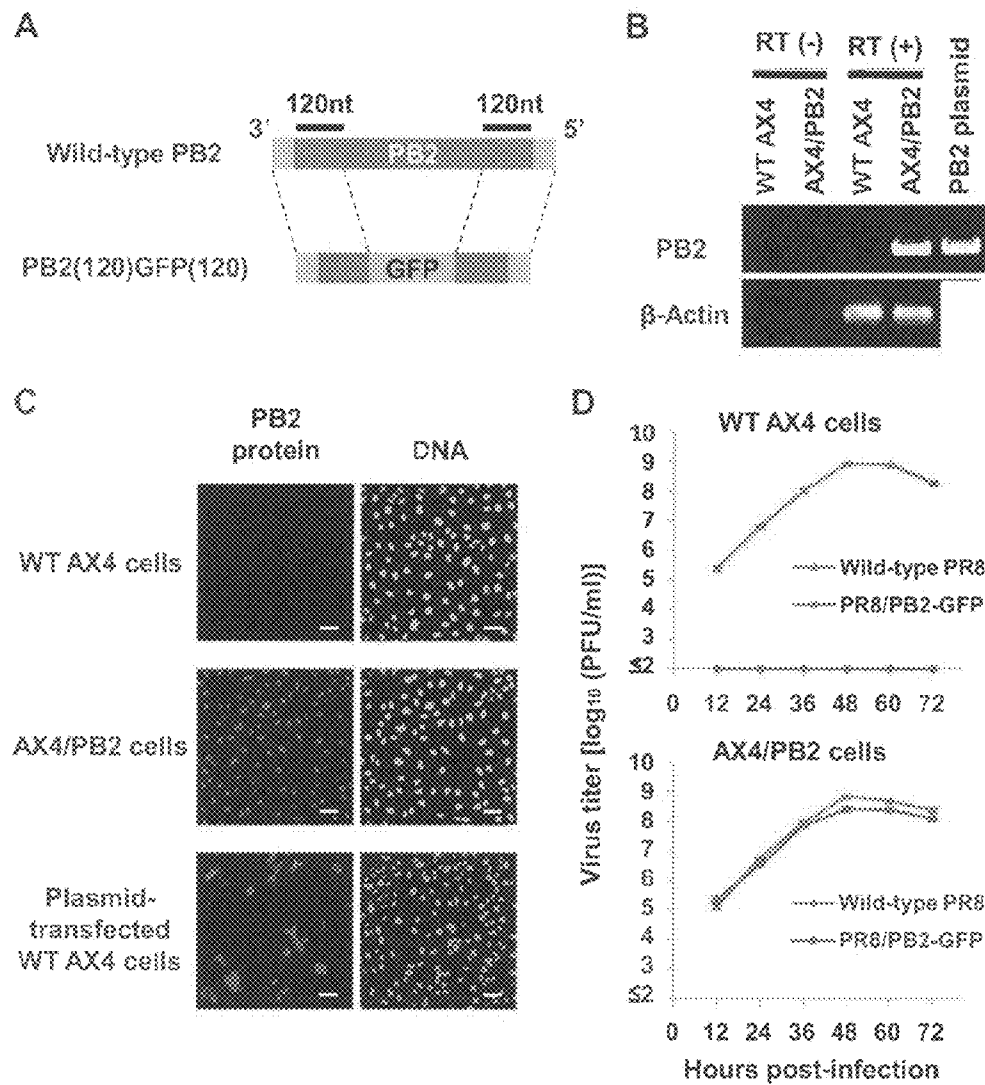 A
120nt 120nt
3' 5'
Wild-type PB2
PB2
PB2(120)GFP(120)
GFP
B
RT (-) RT (+)
WT AX4
AX4/PB2
WT AX4
AX4/PB2
PB2 plasmid
PB2
β-Actin
C
PB2
protein
DNA
WT AX4 cells
AX4/PB2 cells
Plasmid-
transfected
WT AX4 cells
D
WT AX4 cells
10
9
8
7
6
5
4
3
≤2
Wild-type PR8
PR8/PB2-GFP
0 12 24 36 48 60 72
Virus titer [log10 (PFU/ml)]
AX4/PB2 cells
10
9
8
7
6
5
4
3
≤2
Wild-type PR8
PR8/PB2-GFP
0 12 24 36 48 60 72
Hours post-infection